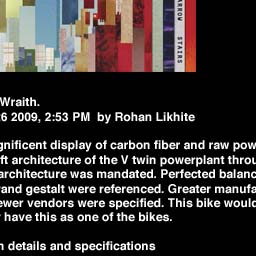 ARROW STAIRS
Wraith.
26 2009, 2:53 PM by Rohan Likhite
gnificent display of carbon fiber and raw pow
ft architecture of the V twin powerplant throu
architecture was mandated. Perfected balanc
rand gestalt were referenced. Greater manufa
ewer vendors were specified. This bike would
have this as one of the bikes.
n details and specifications